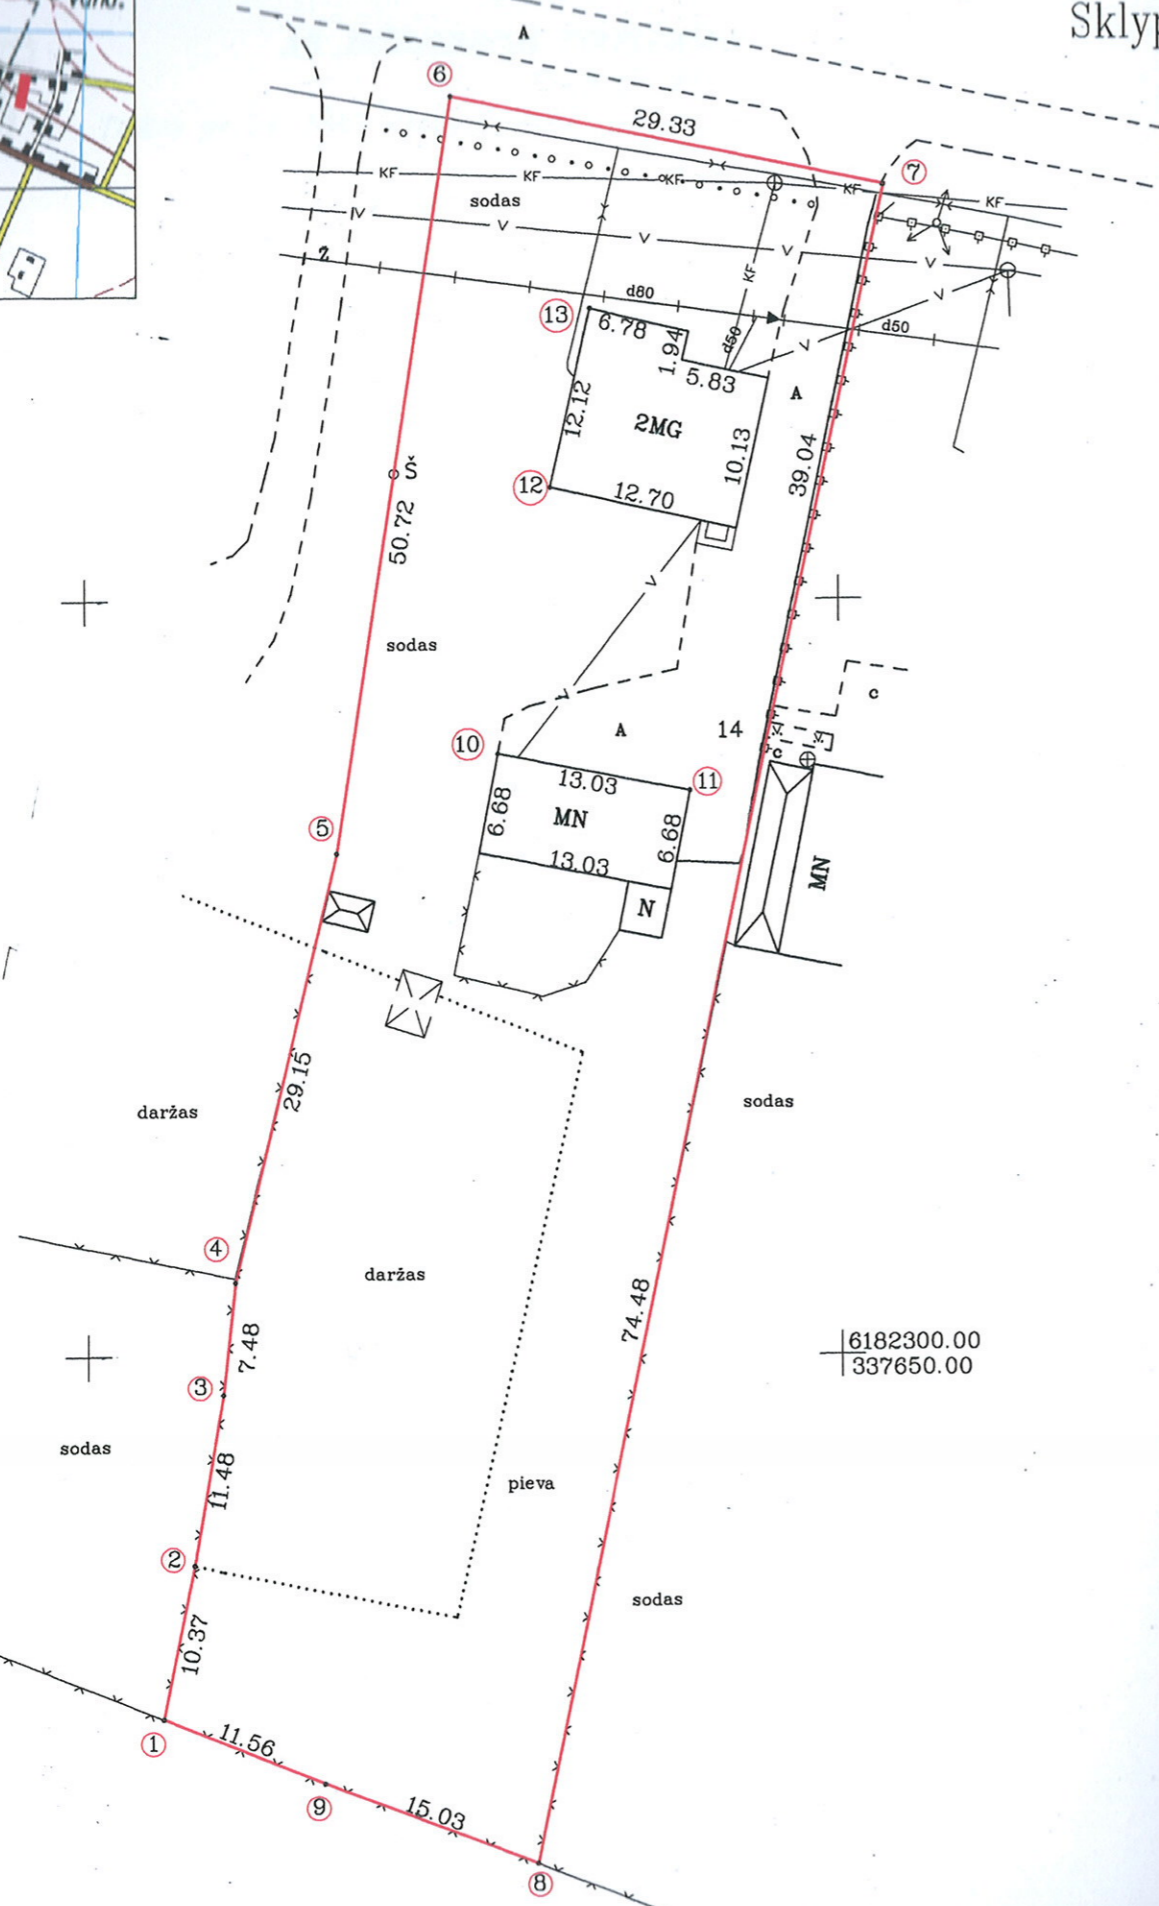 Skly
A
6
29.33
7
KF
KF
KF
KF
KF
sodas
V
V
V
V
V
V
KF
d80
d50
d50
V
V
13
6.78
1.94
5.83
A
12.12
2MG
10.13
39.04
Š
12
12.70
50.72
V
sodas
V
c
A
14
10
13.03
11
c
6.68
MN
6.68
5
13.03
MN
N
29.15
daržas
sodas
4
daržas
74.48
7.48
6182300.00
337650.00
3
sodas
11.48
pieva
2
sodas
10.37
1
11.56
9
15.03
8